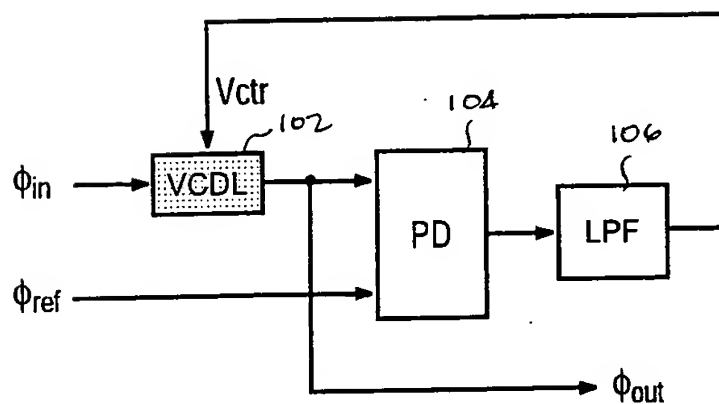 104
Vctr
102
106
ϕin
VCDL
PD
LPF
ϕref
ϕout